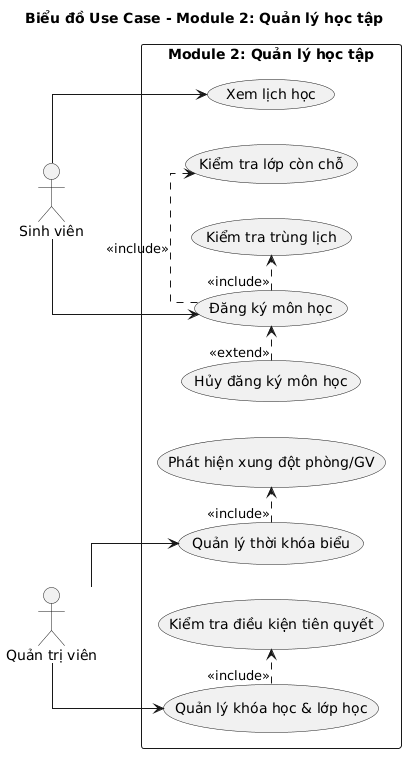 Biểu đồ Use Case - Module 2: Quản lý học tập
Module 2: Quản lý học tập
Xem lịch học
Kiểm tra lớp còn chỗ
Sinh viên
Kiểm tra trùng lịch
«include»
«include»
Đăng ký môn học
«extend»
Hủy đăng ký môn học
Phát hiện xung đột phòng/GV
«include»
Quản lý thời khóa biểu
Kiểm tra điều kiện tiên quyết
Quản trị viên
«include»
Quản lý khóa học & lớp học